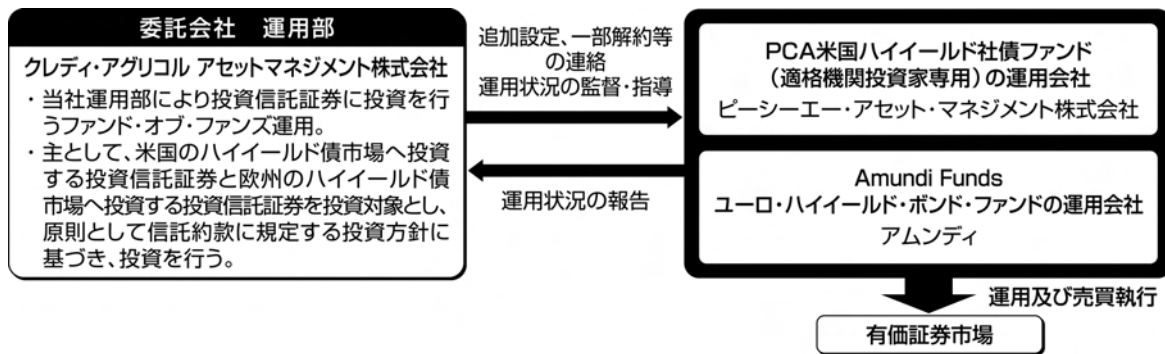 委託会社 運用部
クレディ・アグリコル アセットマネジメント株式会社
・当社運用部により投資信託証券に投資を行
うファンド・オブ・ファンズ運用。
・主として、米国のハイイールド債市場へ投資
する投資信託証券と欧州のハイイールド債
市場へ投資する投資信託証券を投資対象とし、
原則として信託約款に規定する投資方針に
基づき、投資を行う。
追加設定、一部解約等
の連絡
運用状況の監督・指導
運用状況の報告
PCA米国ハイイールド社債ファンド
（適格機関投資家専用）の運用会社
ピーシーエー・アセット・マネジメント株式会社
Amundi Funds
ユーロ・ハイイールド・ボンド・ファンドの運用会社
アムンディ
運用及び売買執行
有価証券市場